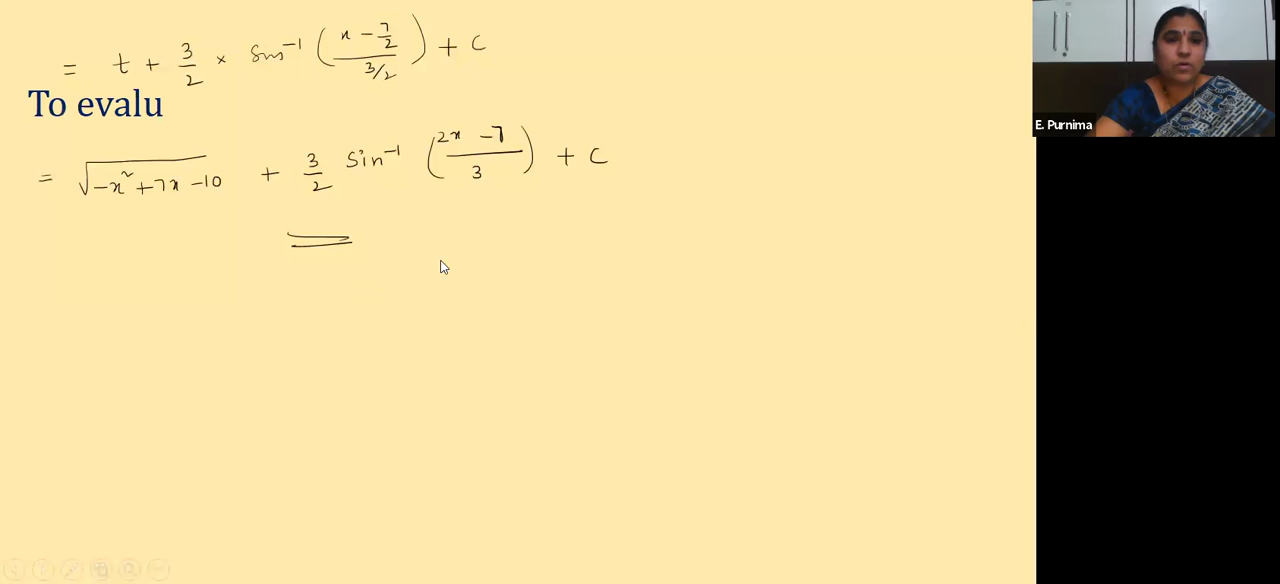 = t + 3/2 × Sin⁻¹ ( (x − 7/2) / (3/2) ) + C
To evalu
= √(−x² + 7x − 10) + 3/2 Sin⁻¹ ( (2x − 7) / 3 ) + C
E. Purnima